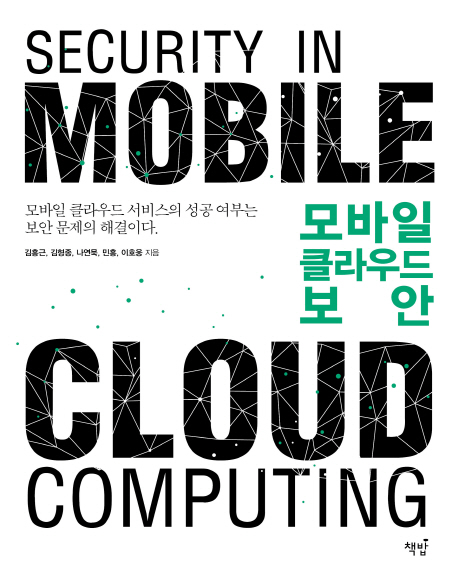 SECURITY IN
MOBILE
모바일 클라우드 서비스의 성공 여부는
보안 문제의 해결이다.
김홍근, 김형종, 나연묵, 민홍, 이호웅 지음
모바일
클라우드
보 안
CLOUD
COMPUTING
책밥